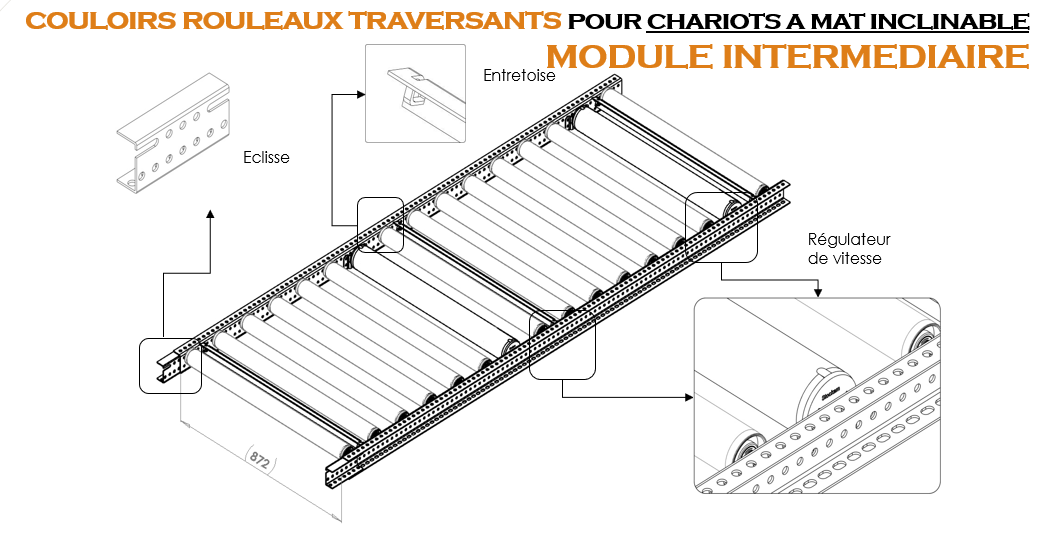 COULOIRS ROULEAUX TRAVERSANTS POUR CHARIOTS A MAT INCLINABLE
MODULE INTERMEDIAIRE
Entretoise
Eclisse
Régulateur
de vitesse
(872)